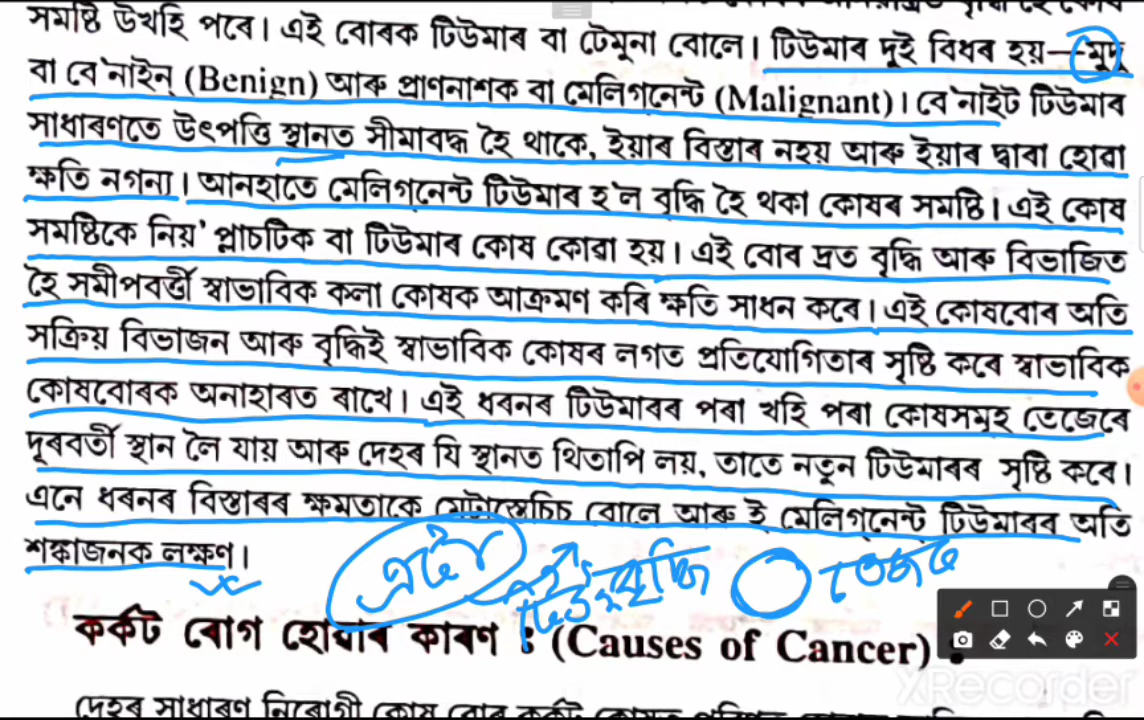 সমষ্টি উখহি পৰে। এই বোৰক টিউমাৰ বা টেমুনা বোলে। টিউমাৰ দুই বিধৰ হয়—মুদু
বা বে'নাইন্ (Benign) আৰু প্ৰাণনাশক বা মেলিগনেন্ট (Malignant)। বে'নাইট টিউমাৰ
সাধাৰণতে উৎপত্তি স্থানত সীমাবদ্ধ হৈ থাকে, ইয়াৰ বিস্তাৰ নহয় আৰু ইয়াৰ দ্বাৰা হোৱা
ক্ষতি নগন্য। আনহাতে মেলিগনেন্ট টিউমাৰ হ'ল বৃদ্ধি হৈ থকা কোষৰ সমষ্টি। এই কোষ
সমষ্টিকে নিয়' প্লাচটিক বা টিউমাৰ কোষ কোৱা হয়। এই বোৰ দ্ৰুত বৃদ্ধি আৰু বিভাজিত
হৈ সমীপবৰ্তী স্বাভাবিক কলা কোষক আক্ৰমণ কৰি ক্ষতি সাধন কৰে। এই কোষবোৰ অতি
সক্ৰিয় বিভাজন আৰু বৃদ্ধিই স্বাভাবিক কোষৰ লগত প্ৰতিযোগিতাৰ সৃষ্টি কৰে স্বাভাবিক
কোষবোৰক অনাহাৰত ৰাখে। এই ধৰনৰ টিউমাৰৰ পৰা খহি পৰা কোষসমূহ তেজেৰে
দূৰবৰ্তী স্থান লৈ যায় আৰু দেহৰ যি স্থানত থিতাপি লয়, তাতে নতুন টিউমাৰৰ সৃষ্টি কৰে।
এনে ধৰনৰ বিস্তাৰৰ ক্ষমতাকে মেটাস্তেচিচ বোলে আৰু ই মেলিগ্নেন্ট টিউমাৰৰ অতি
শঙ্কাজনক লক্ষণ।
বৃদ্ধি তেজত
কৰ্কট ৰোগ হোৱাৰ কাৰণ : (Causes of Cancer) :
XRecorder
দেহৰ সাধাৰণ নিৰোগী কোষ বোৰ কৰ্কট